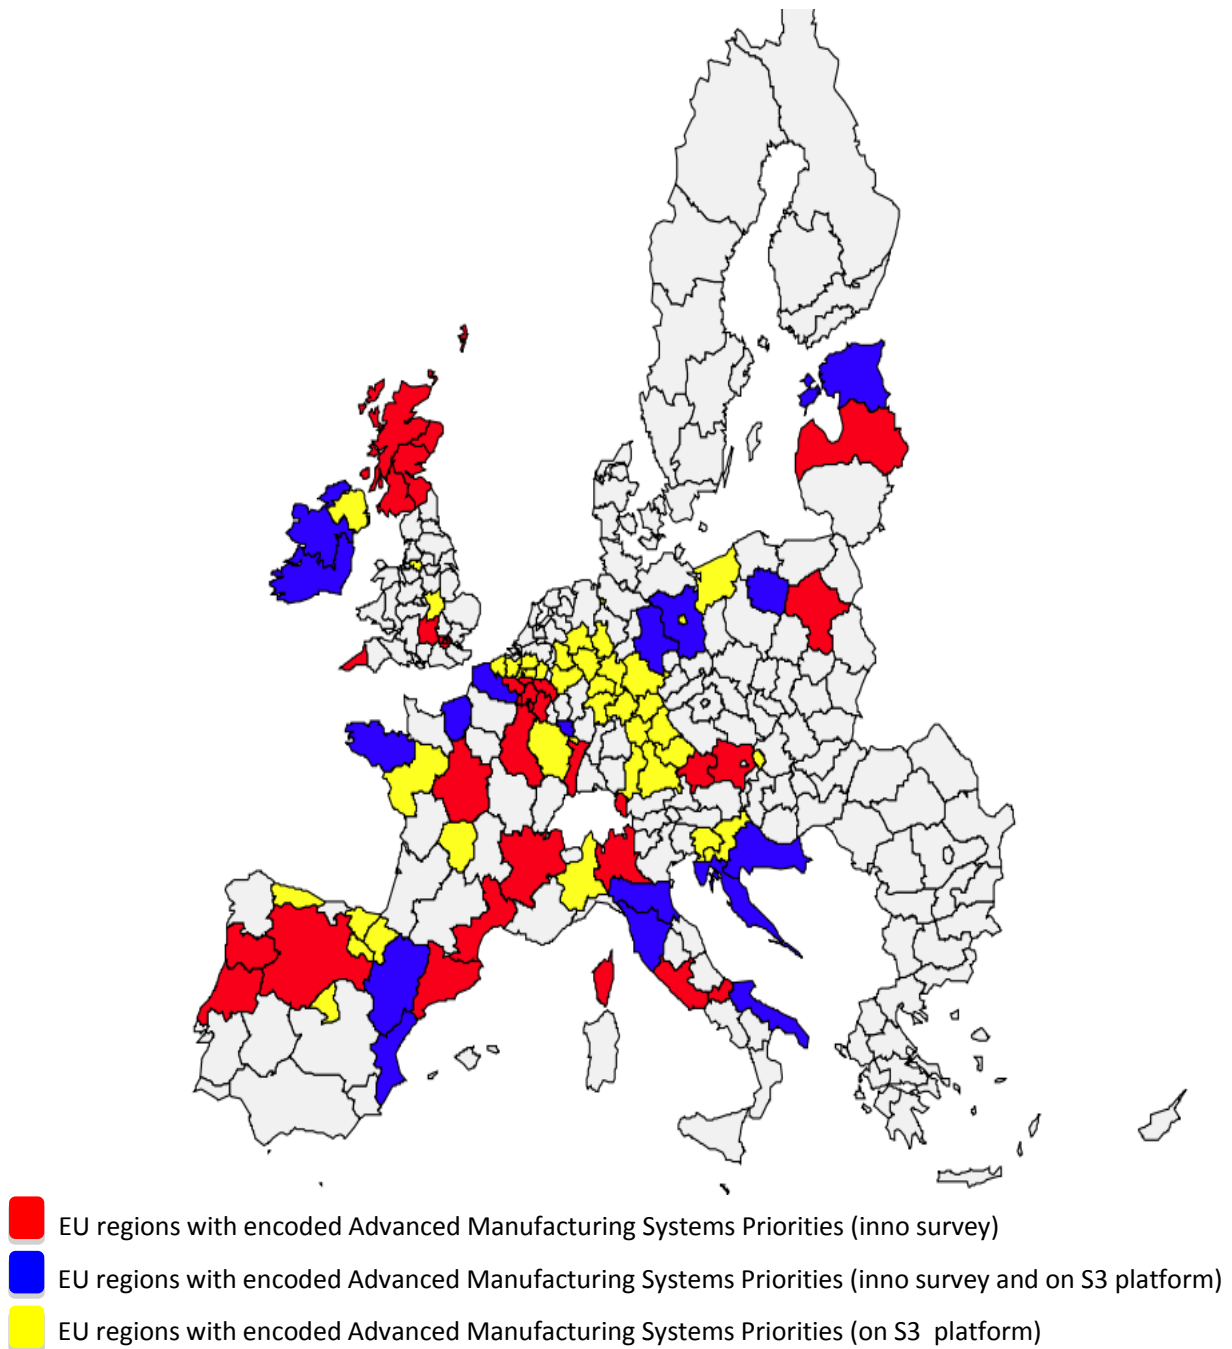 EU regions with encoded Advanced Manufacturing Systems Priorities (inno survey)
EU regions with encoded Advanced Manufacturing Systems Priorities (inno survey and on S3 platform)
EU regions with encoded Advanced Manufacturing Systems Priorities (on S3 platform)